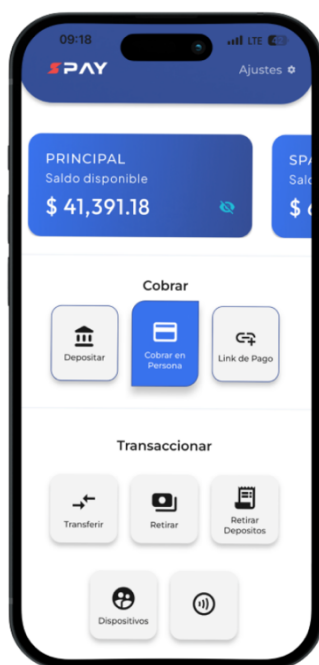 09:18
LTE
SPAY
Ajustes
PRINCIPAL
Saldo disponible
$ 41,391.18
Cobrar
Depositar
Cobrar en
Persona
Link de Pago
Transaccionar
Transferir
Retirar
Retirar
Depositos
Dispositivos